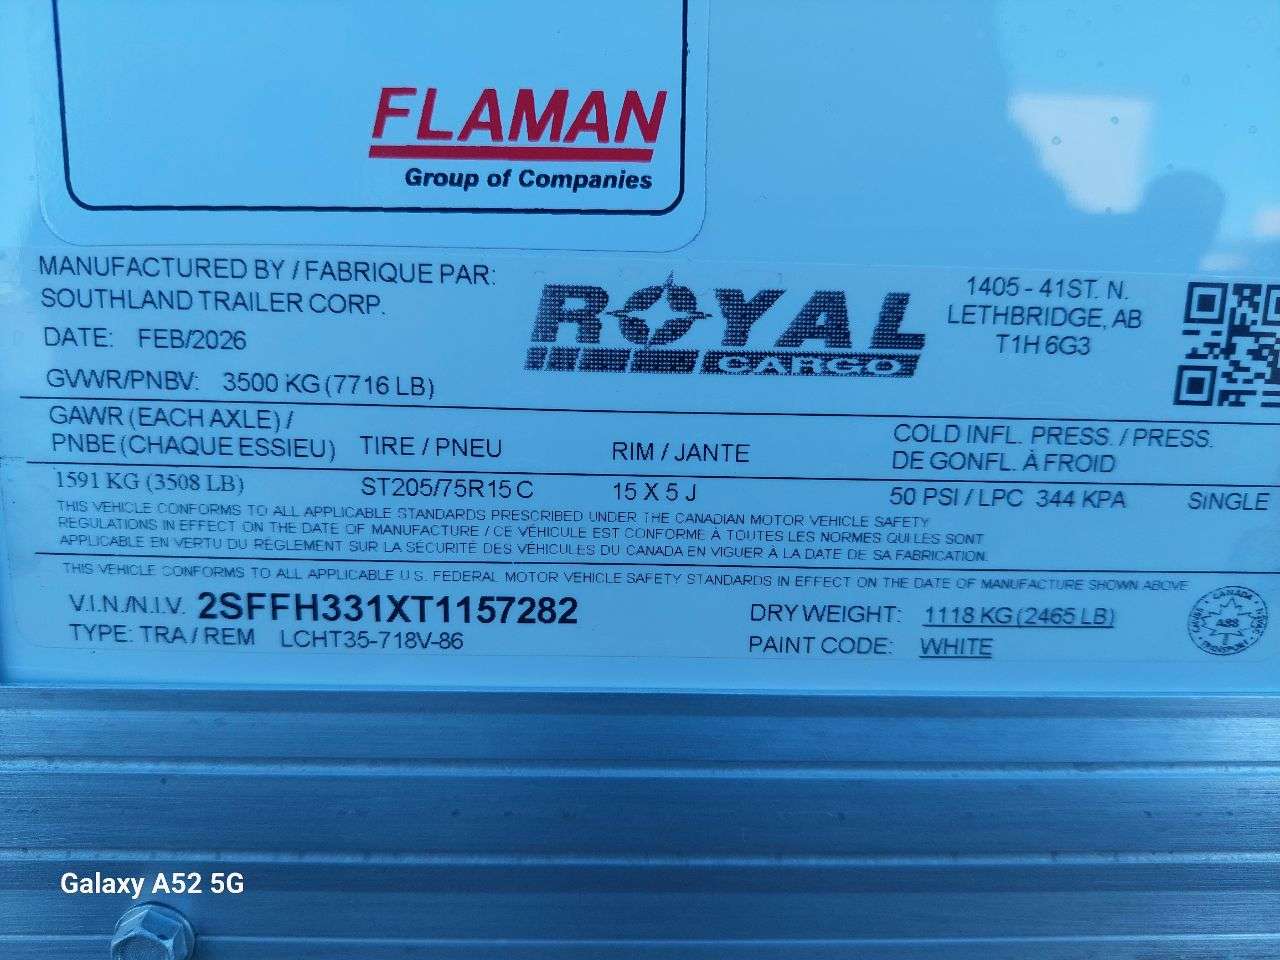 FLAMAN
Group of Companies
MANUFACTURED BY / FABRIQUE PAR:
SOUTHLAND TRAILER CORP.
DATE: FEB/2026
GVWR/PNBV: 3500 KG (7716 LB)
ROYAL
CARGO
1405 - 41ST. N.
LETHBRIDGE, AB
T1H 6G3
GAWR (EACH AXLE) /
PNBE (CHAQUE ESSIEU) TIRE / PNEU RIM / JANTE
COLD INFL. PRESS. / PRESS.
DE GONFL. À FROID
1591 KG (3508 LB) ST205/75R15 C 15 X 5 J 50 PSI / LPC 344 KPA SINGLE
THIS VEHICLE CONFORMS TO ALL APPLICABLE STANDARDS PRESCRIBED UNDER THE CANADIAN MOTOR VEHICLE SAFETY
REGULATIONS IN EFFECT ON THE DATE OF MANUFACTURE / CE VÉHICULE EST CONFORME À TOUTES LES NORMES QUI LES SONT
APPLICABLE EN VERTU DU RÈGLEMENT SUR LA SÉCURITÉ DES VÉHICULES DU CANADA EN VIGUER À LA DATE DE SA FABRICATION.
THIS VEHICLE CONFORMS TO ALL APPLICABLE U.S. FEDERAL MOTOR VEHICLE SAFETY STANDARDS IN EFFECT ON THE DATE OF MANUFACTURE SHOWN ABOVE
V.I.N./N.I.V. 2SFFH331XT1157282 DRY WEIGHT: 1118 KG (2465 LB)
TYPE: TRA / REM LCHT35-718V-86 PAINT CODE: WHITE
CANADA
TRANSPORT
Galaxy A52 5G